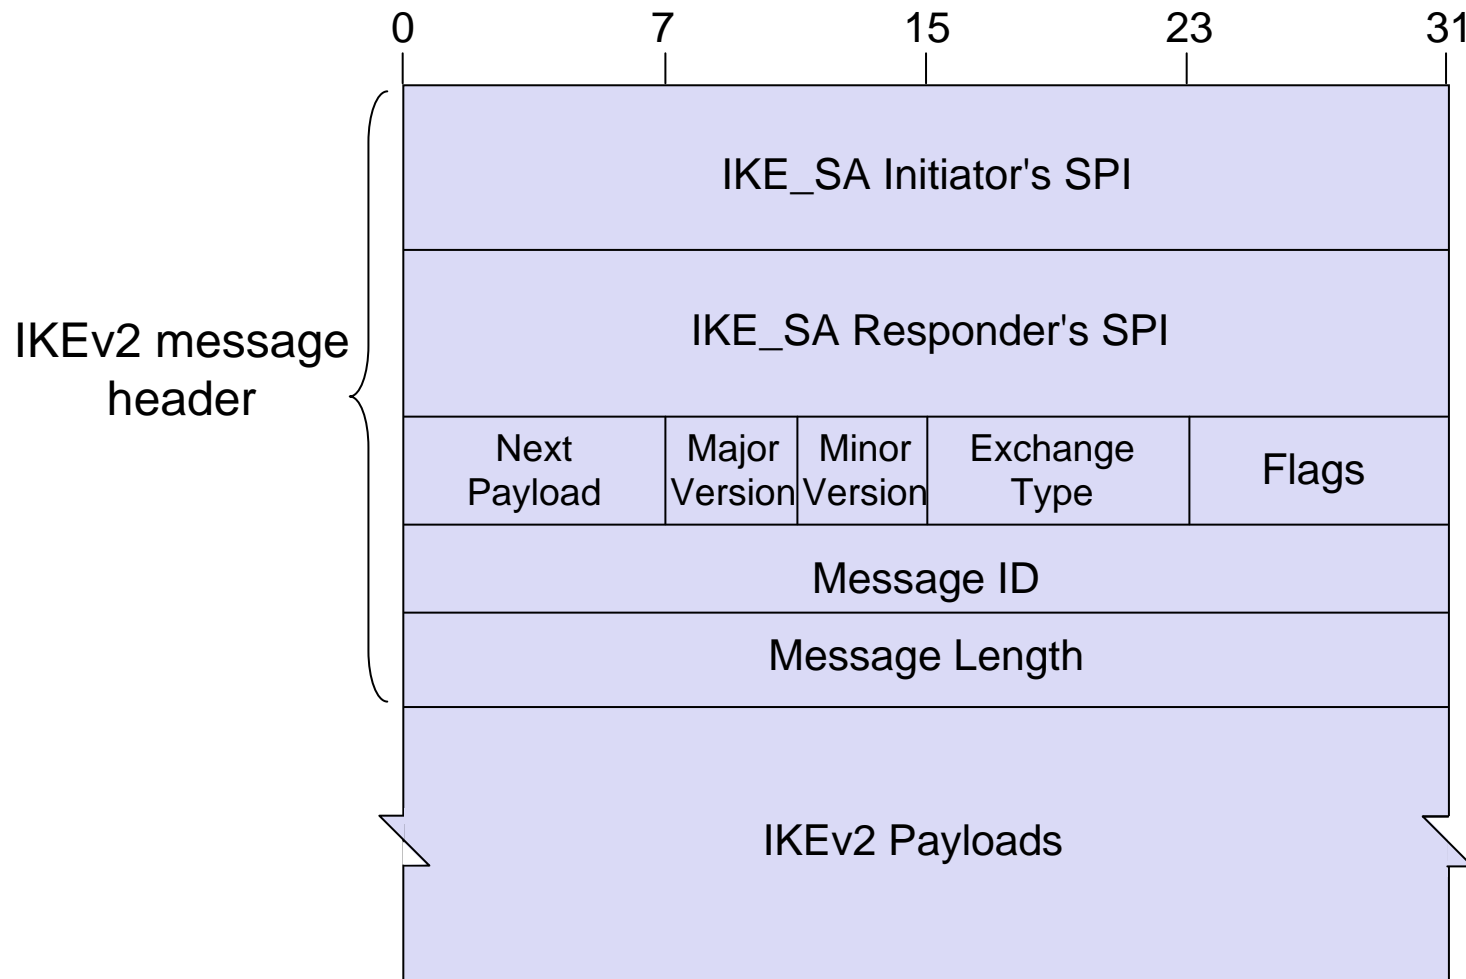 0 7 15 23 31
IKE_SA Initiator's SPI
IKE_SA Responder's SPI
IKEv2 message
header
Next
Payload
Major
Version
Minor
Version
Exchange
Type
Flags
Message ID
Message Length
IKEv2 Payloads